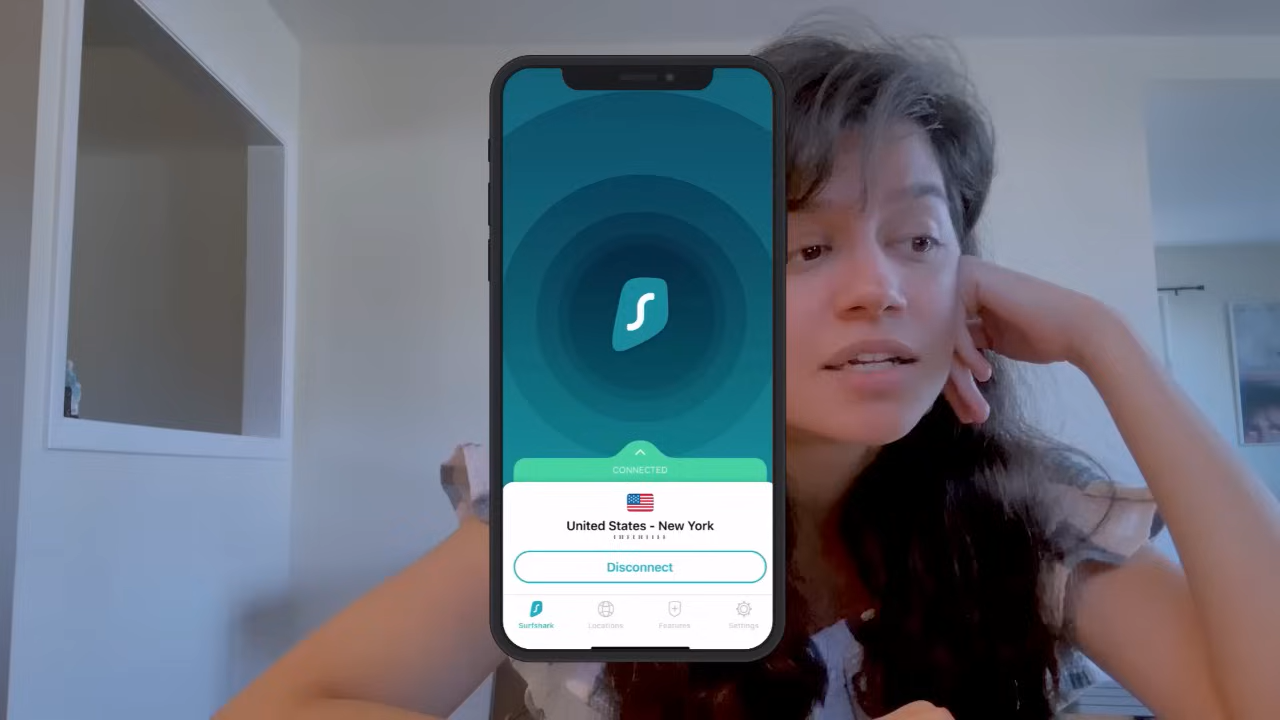 CONNECTED
United States - New York
Disconnect
Surfshark
Locations
Features
Settings